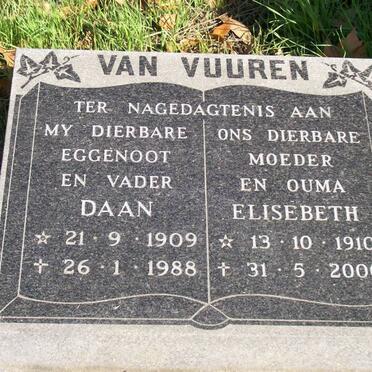 VAN VUUREN
TER NAGEDAGTENIS AAN
MY DIERBARE
EGGENOOT
EN VADER
DAAN
☆ 21 · 9 · 1909
✝ 26 · 1 · 1988
ONS DIERBARE
MOEDER
EN OUMA
ELISEBETH
☆ 13 · 10 · 1910
✝ 31 · 5 ·